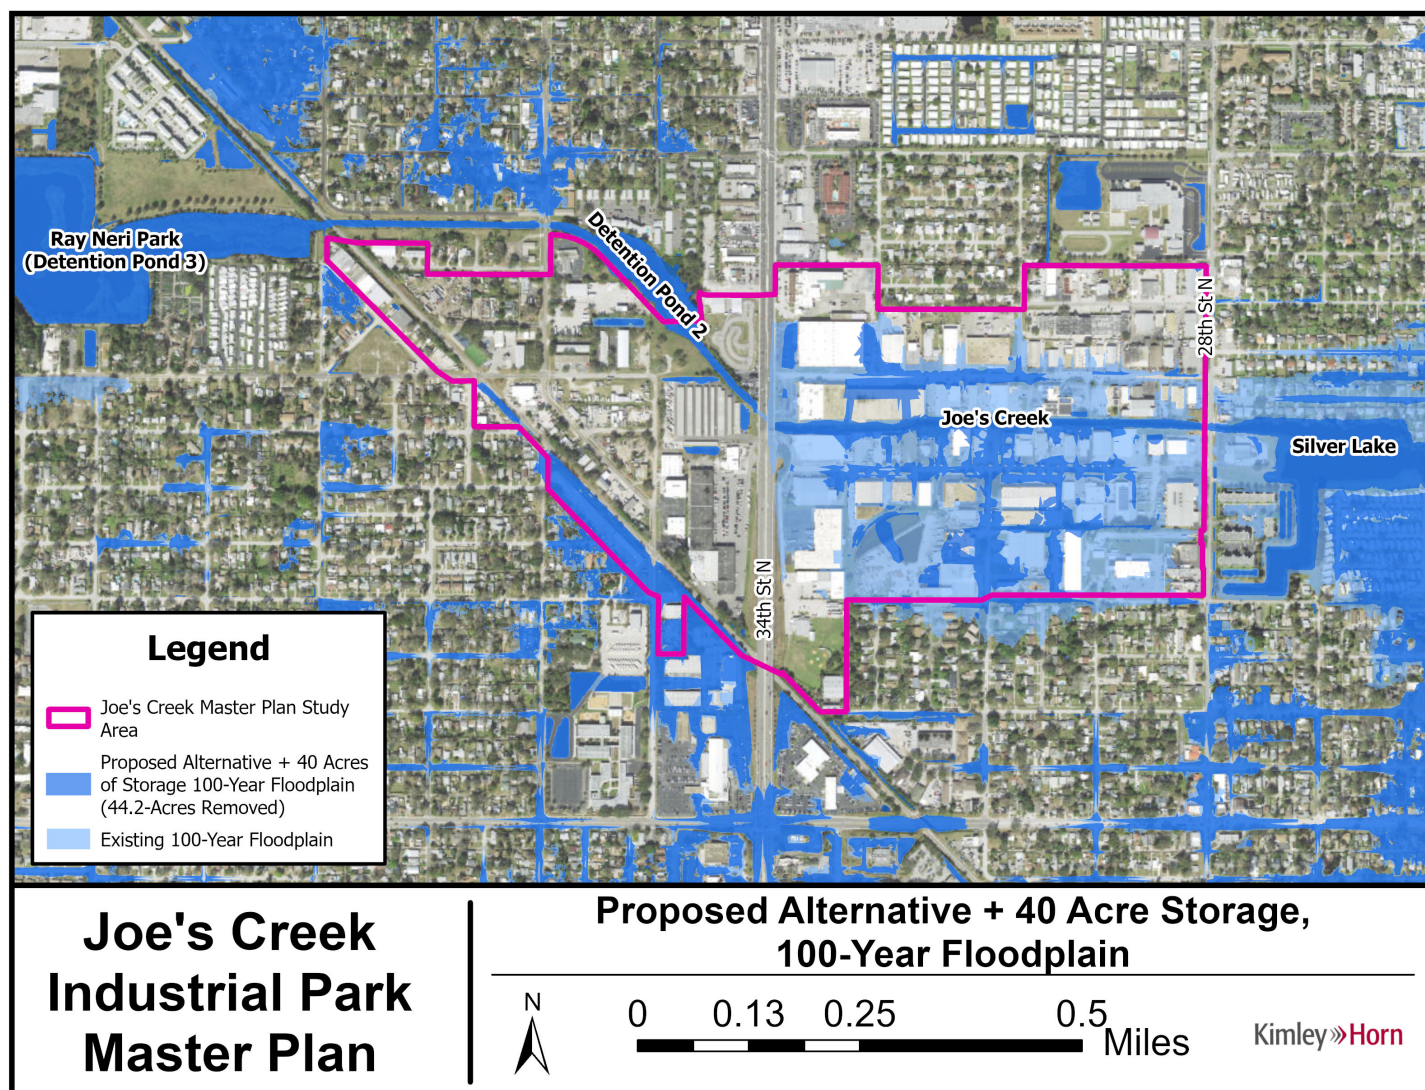 Ray Neri Park
(Detention Pond 3)
Detention Pond 2
28th St N
Joe's Creek
Silver Lake
34th St N
Legend
Joe's Creek Master Plan Study
Area
Proposed Alternative + 40 Acres
of Storage 100-Year Floodplain
(44.2-Acres Removed)
Existing 100-Year Floodplain
Joe's Creek
Industrial Park
Master Plan
Proposed Alternative + 40 Acre Storage,
100-Year Floodplain
N
0 0.13 0.25 0.5
Miles
Kimley»Horn